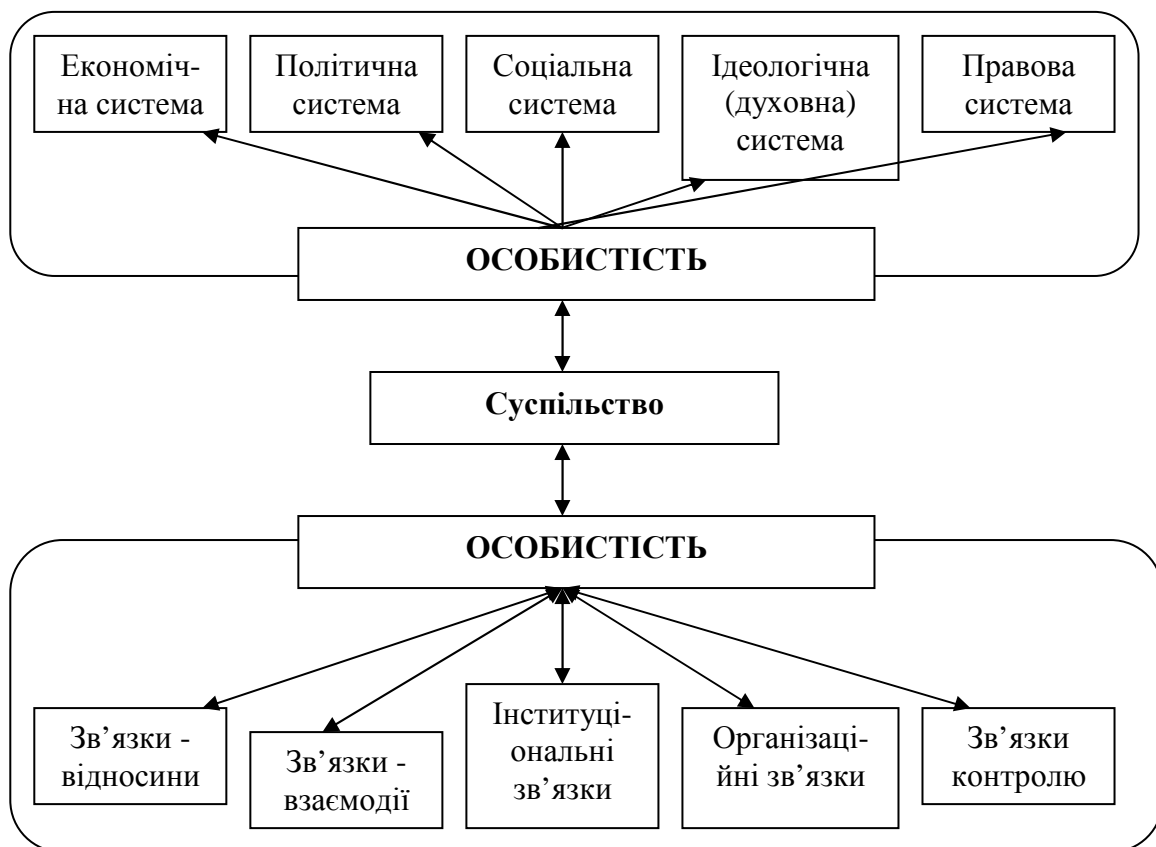 Економіч-
на система
Політична
система
Соціальна
система
Ідеологічна
(духовна)
система
Правова
система
ОСОБИСТІСТЬ
Суспільство
ОСОБИСТІСТЬ
Зв’язки -
відносини
Зв’язки -
взаємодії
Інституці-
ональні
зв’язки
Організаці-
йні зв’язки
Зв’язки
контролю